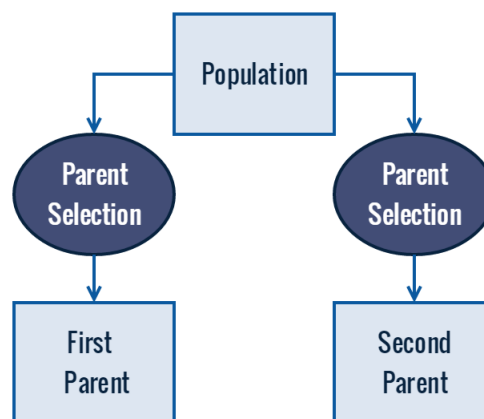 Population
Parent
Selection
Parent
Selection
First
Parent
Second
Parent